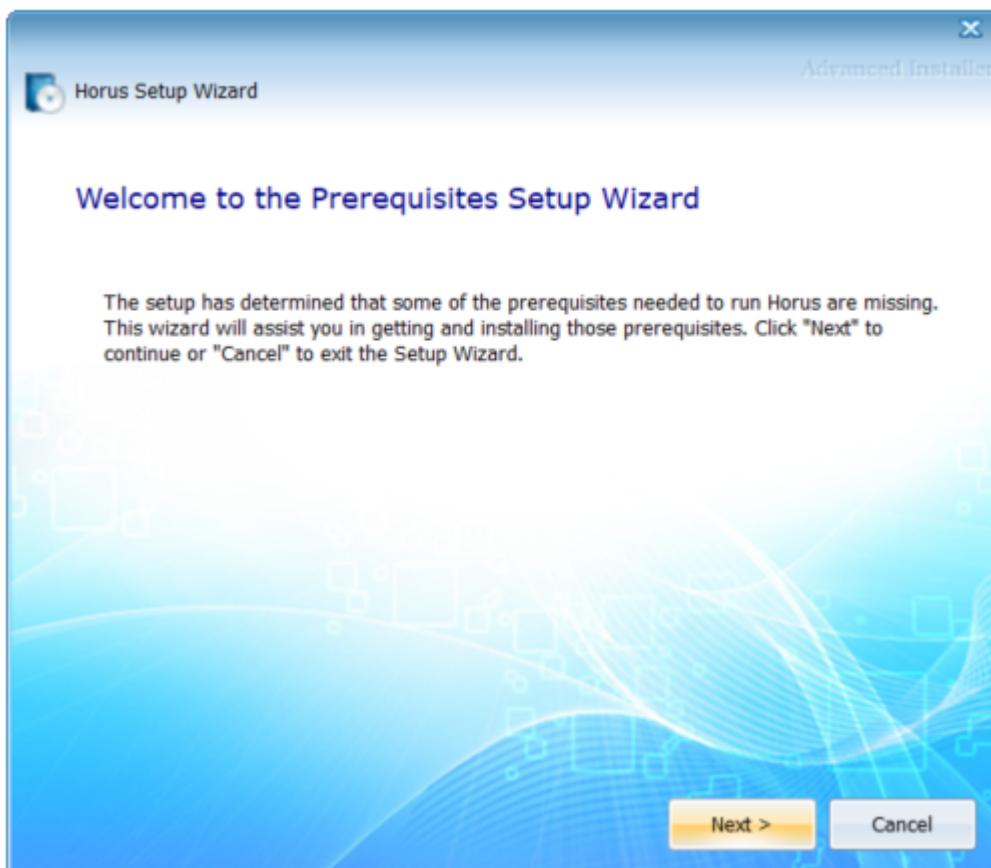 Advanced Installer
Horus Setup Wizard
Welcome to the Prerequisites Setup Wizard
The setup has determined that some of the prerequisites needed to run Horus are missing.
This wizard will assist you in getting and installing those prerequisites. Click "Next" to
continue or "Cancel" to exit the Setup Wizard.
Next >
Cancel